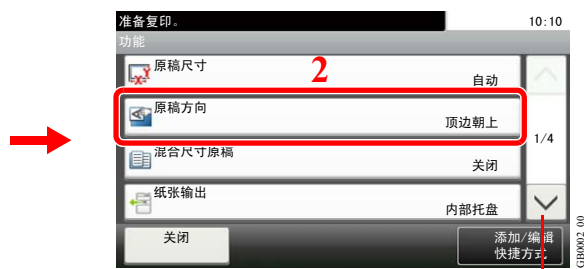 准备复印。
10:10
功能
原稿尺寸
2
自动
原稿方向
顶边朝上
1/4
混合尺寸原稿
关闭
纸张输出
内部托盘
关闭
添加/编辑
快捷方式
GR0002_00